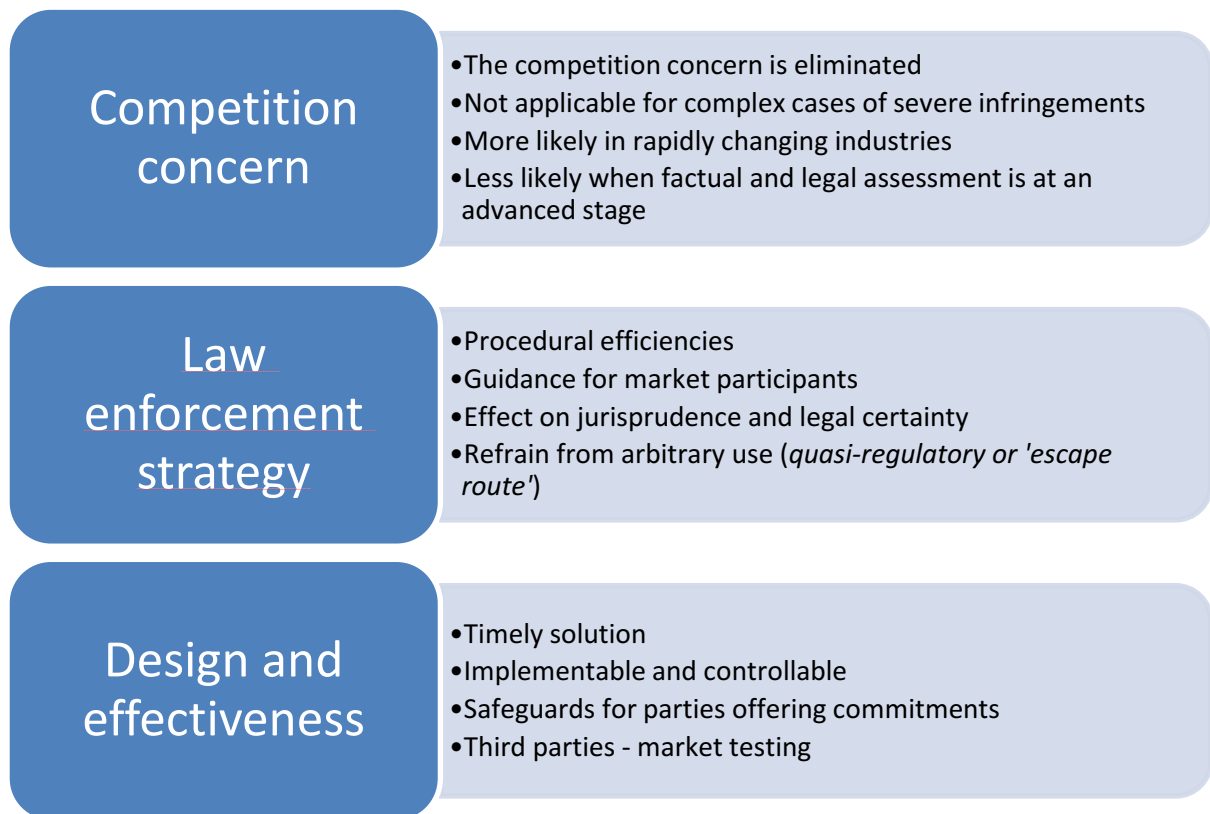 Competition
concern
•The competition concern is eliminated
•Not applicable for complex cases of severe infringements
•More likely in rapidly changing industries
•Less likely when factual and legal assessment is at an
advanced stage
Law
enforcement
strategy
•Procedural efficiencies
•Guidance for market participants
•Effect on jurisprudence and legal certainty
•Refrain from arbitrary use (quasi-regulatory or 'escape
route')
Design and
effectiveness
•Timely solution
•Implementable and controllable
•Safeguards for parties offering commitments
•Third parties - market testing